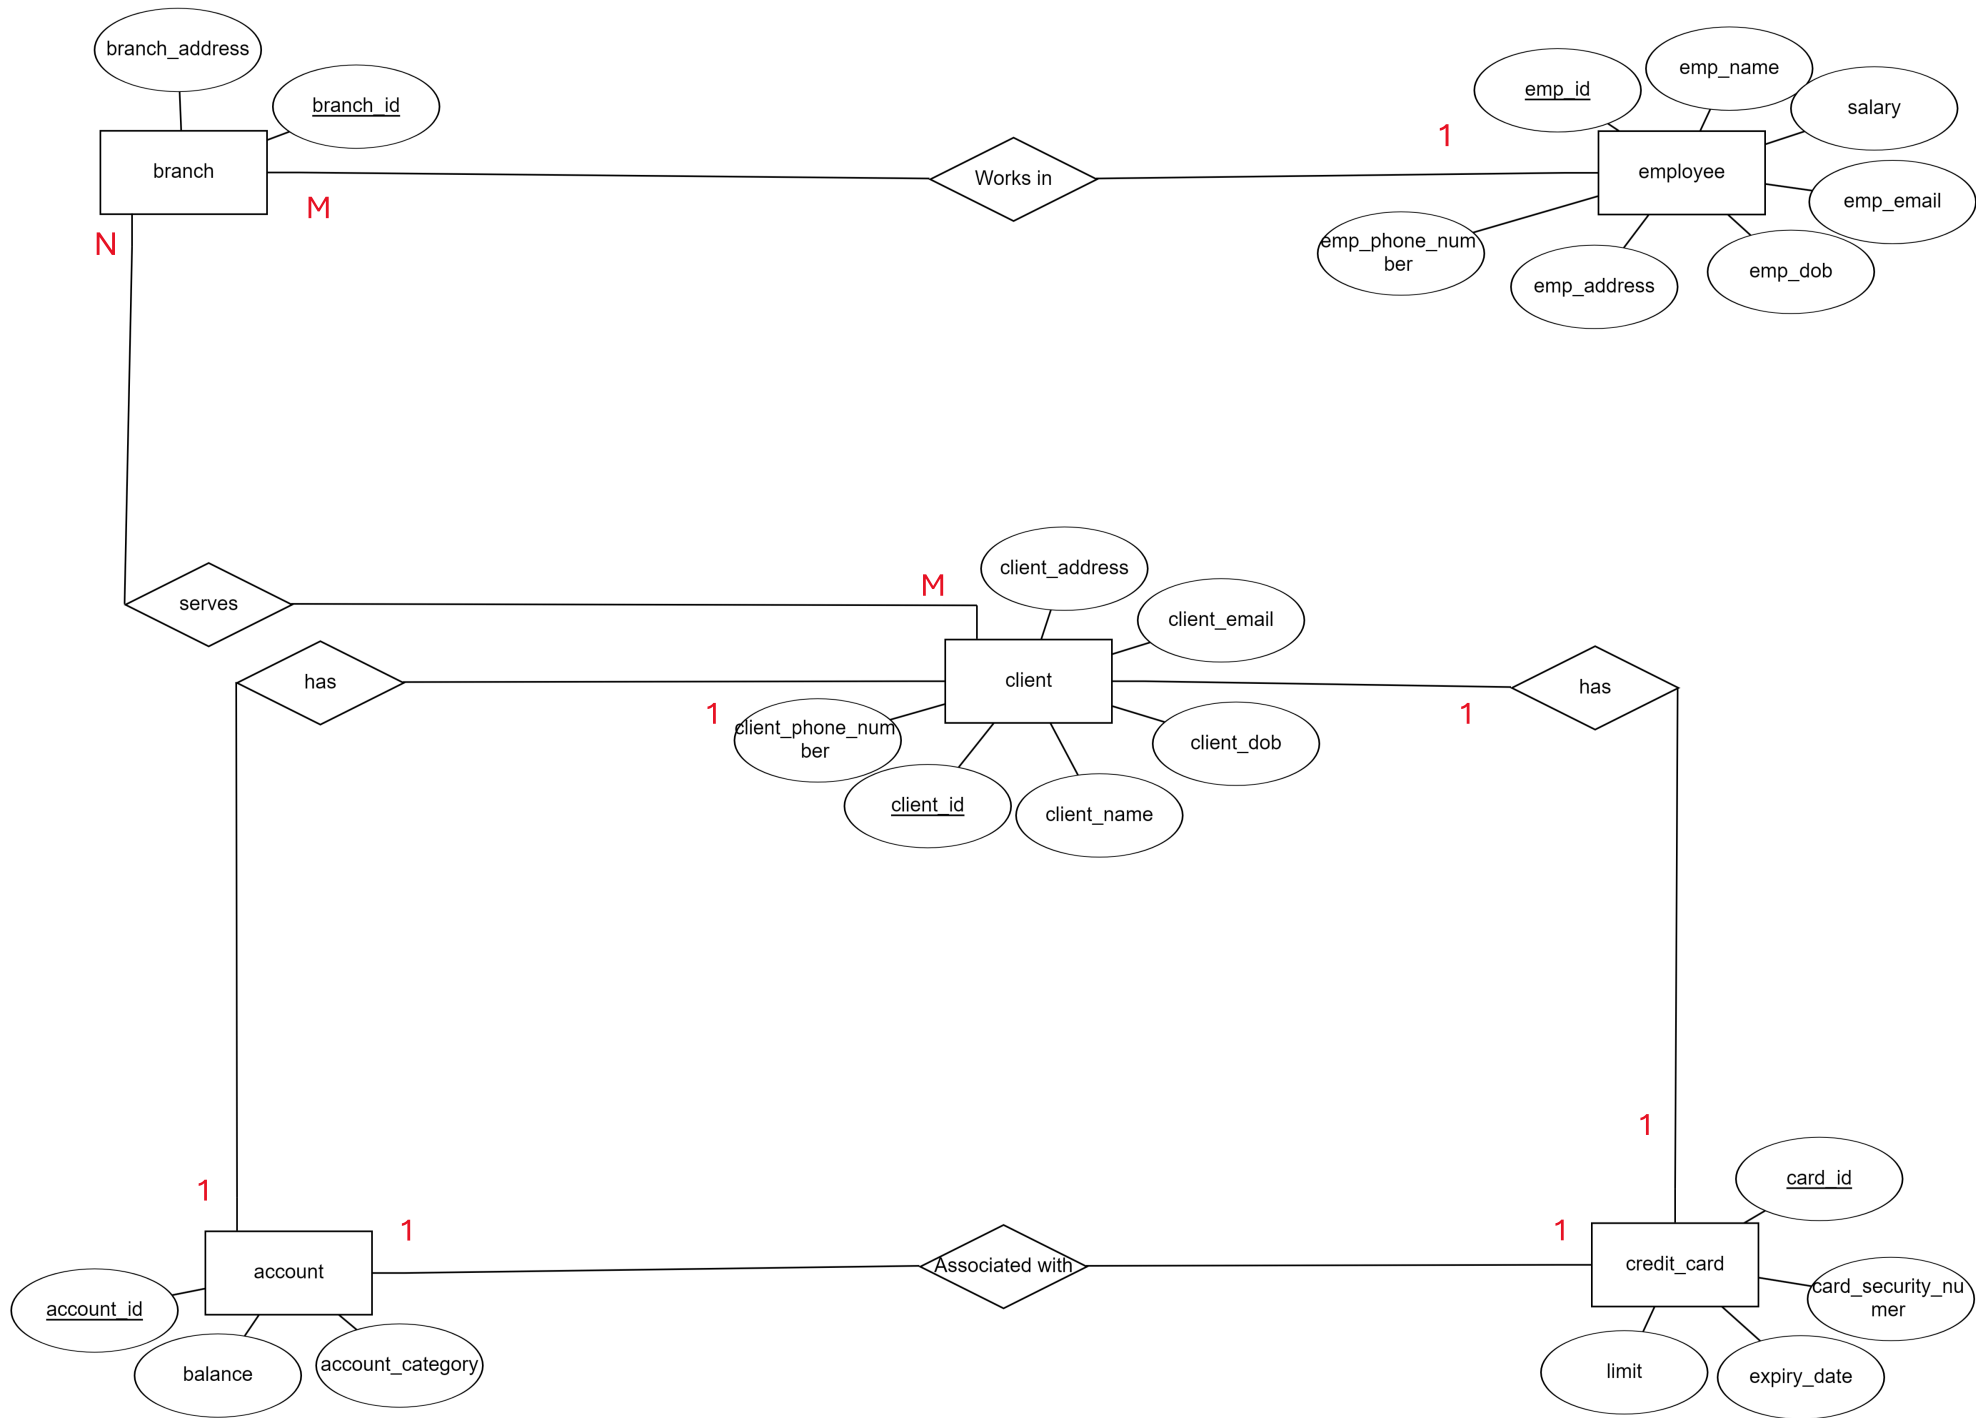 branch_address
branch_id
branch
M
N
Works in
1
emp_id
emp_name
salary
employee
emp_email
emp_phone_num
ber
emp_address
emp_dob
serves
M
client_address
client_email
has
client
has
1
1
client_phone_num
ber
client_dob
client_id
client_name
1
1
1
1
card_id
account
Associated with
credit_card
account_id
card_security_nu
mer
balance
account_category
limit
expiry_date